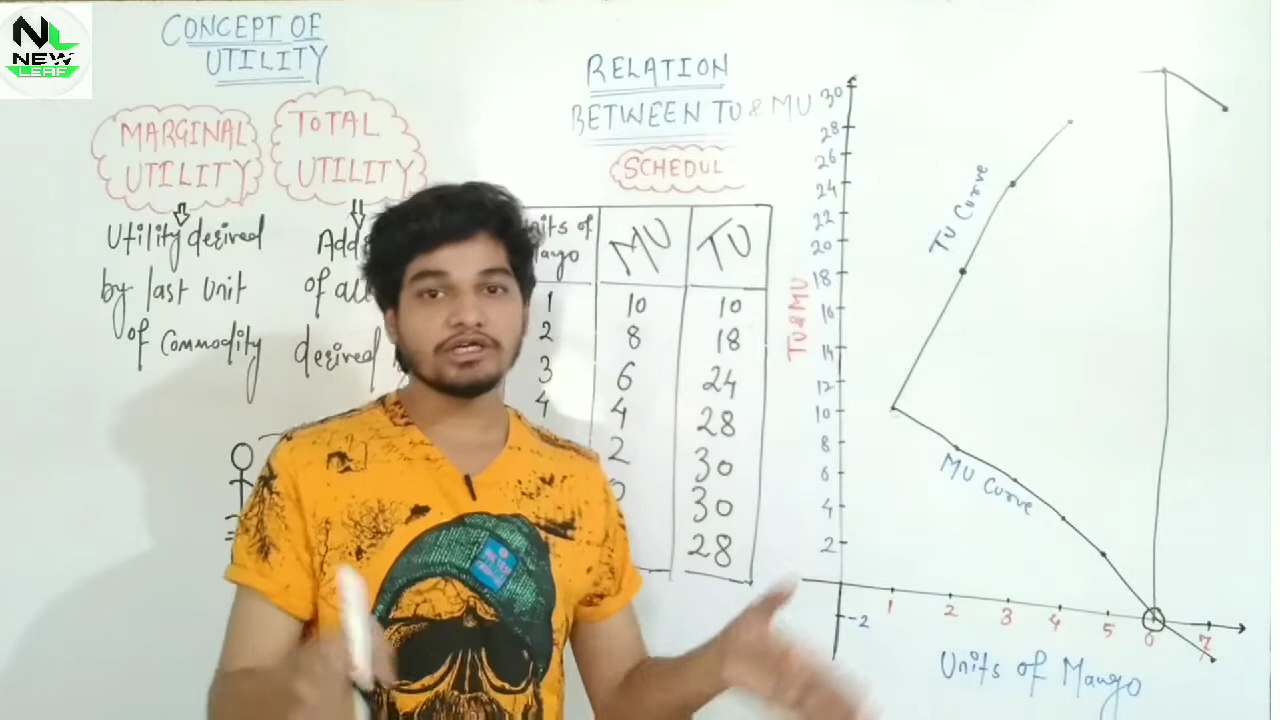 NL
NEW
LEAF
CONCEPT OF
UTILITY
MARGINAL
UTILITY
Utility derived
by last Unit
of Commodity
TOTAL
UTILITY
of all
desired
RELATION
BETWEEN TU & MU
SCHEDUL
of
MU
TU
1 10 10
2 8 18
3 6 24
4 4 28
2 30
30
28
TU & MU
30
28
26
24
22
20
18
16
14
12
10
8
6
4
2
-2
TU Curve
MU Curve
1 2 3 4 5 6 7
Units of Mango